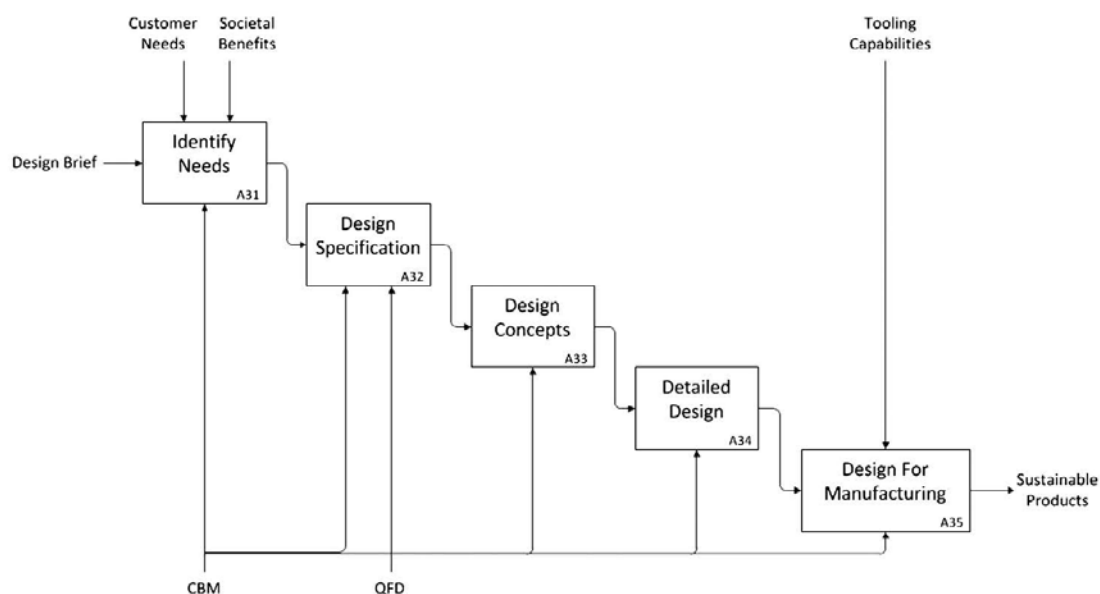 Customer
Needs
Societal
Benefits
Tooling
Capabilities
Design Brief
Identify
Needs
A31
Design
Specification
A32
Design
Concepts
A33
Detailed
Design
A34
Design For
Manufacturing
A35
Sustainable
Products
CBM
QFD